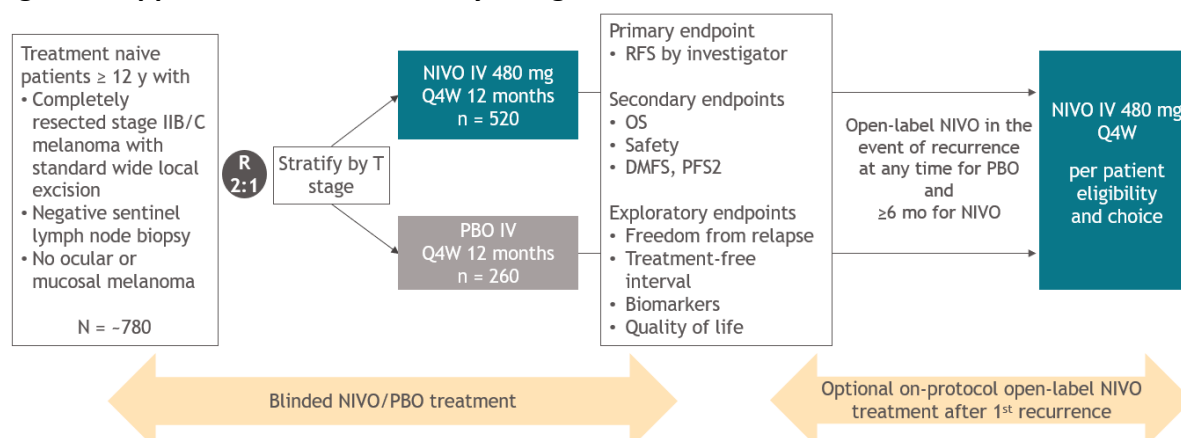 Treatment naive
patients ≥ 12 y with
• Completely
resected stage IIB/C
melanoma with
standard wide local
excision
• Negative sentinel
lymph node biopsy
• No ocular or
mucosal melanoma
N = ~780
R
2:1
Stratify by T
stage
NIVO IV 480 mg
Q4W 12 months
n = 520
PBO IV
Q4W 12 months
n = 260
Primary endpoint
• RFS by investigator
Secondary endpoints
• OS
• Safety
• DMFS, PFS2
Exploratory endpoints
• Freedom from relapse
• Treatment-free
interval
• Biomarkers
• Quality of life
Open-label NIVO in the
event of recurrence
at any time for PBO
and
≥6 mo for NIVO
NIVO IV 480 mg
Q4W
per patient
eligibility
and choice
Blinded NIVO/PBO treatment
Optional on-protocol open-label NIVO
treatment after 1st recurrence